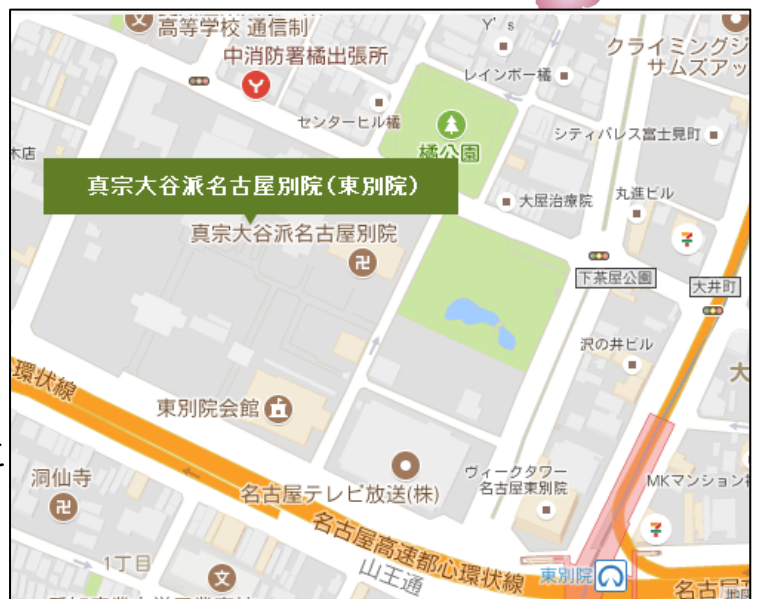 高等学校 通信制
中消防署橘出張所
センターヒル橘
Y's
レインボー橘
クライミングジ
サムズアッ
シティパレス富士見町
橘公園
木店
真宗大谷派名古屋別院(東別院)
真宗大谷派名古屋別院
大屋治療院
丸進ビル
下茶屋公園
大井町
沢の井ビル
大
環状線
東別院会館
と
洞仙寺
名古屋テレビ放送(株)
ヴィークタワー
名古屋東別院
MKマンション
名古屋高速都心環状線
山王通
1丁目
東別院
名古屋